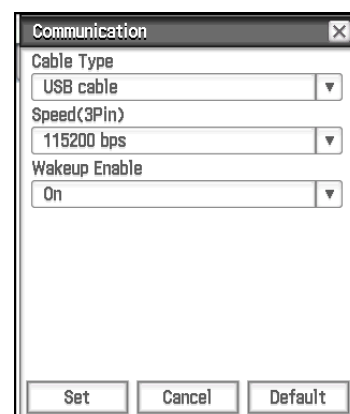 Communication
Cable Type
USB cable
Speed(3Pin)
115200 bps
Wakeup Enable
On
Set Cancel Default